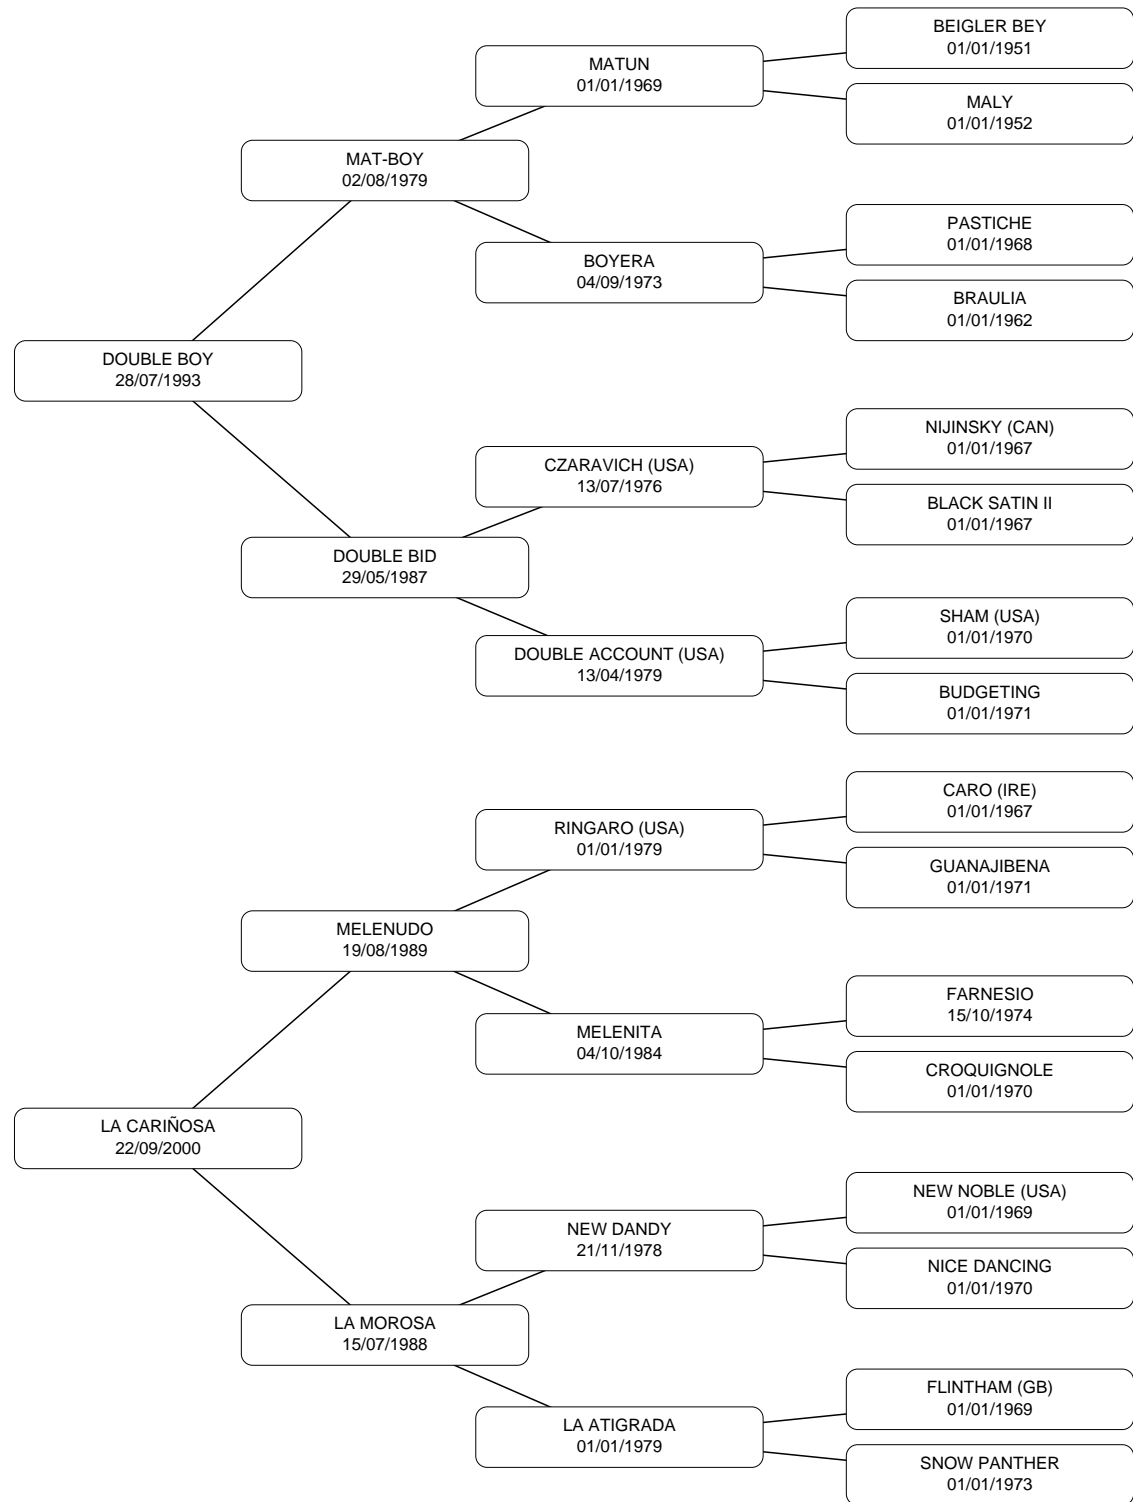 BEIGLER BEY
01/01/1951
MATUN
01/01/1969
MALY
01/01/1952
MAT-BOY
02/08/1979
PASTICHE
01/01/1968
BOYERA
04/09/1973
BRAULIA
01/01/1962
DOUBLE BOY
28/07/1993
NIJINSKY (CAN)
01/01/1967
CZARAVICH (USA)
13/07/1976
BLACK SATIN II
01/01/1967
DOUBLE BID
29/05/1987
SHAM (USA)
01/01/1970
DOUBLE ACCOUNT (USA)
13/04/1979
BUDGETING
01/01/1971
CARO (IRE)
01/01/1967
RINGARO (USA)
01/01/1979
GUANAJIBENA
01/01/1971
MELENUDO
19/08/1989
FARNESIO
15/10/1974
MELENITA
04/10/1984
CROQUIGNOLE
01/01/1970
LA CARIÑOSA
22/09/2000
NEW NOBLE (USA)
01/01/1969
NEW DANDY
21/11/1978
NICE DANCING
01/01/1970
LA MOROSA
15/07/1988
FLINTHAM (GB)
01/01/1969
LA ATIGRADA
01/01/1979
SNOW PANTHER
01/01/1973